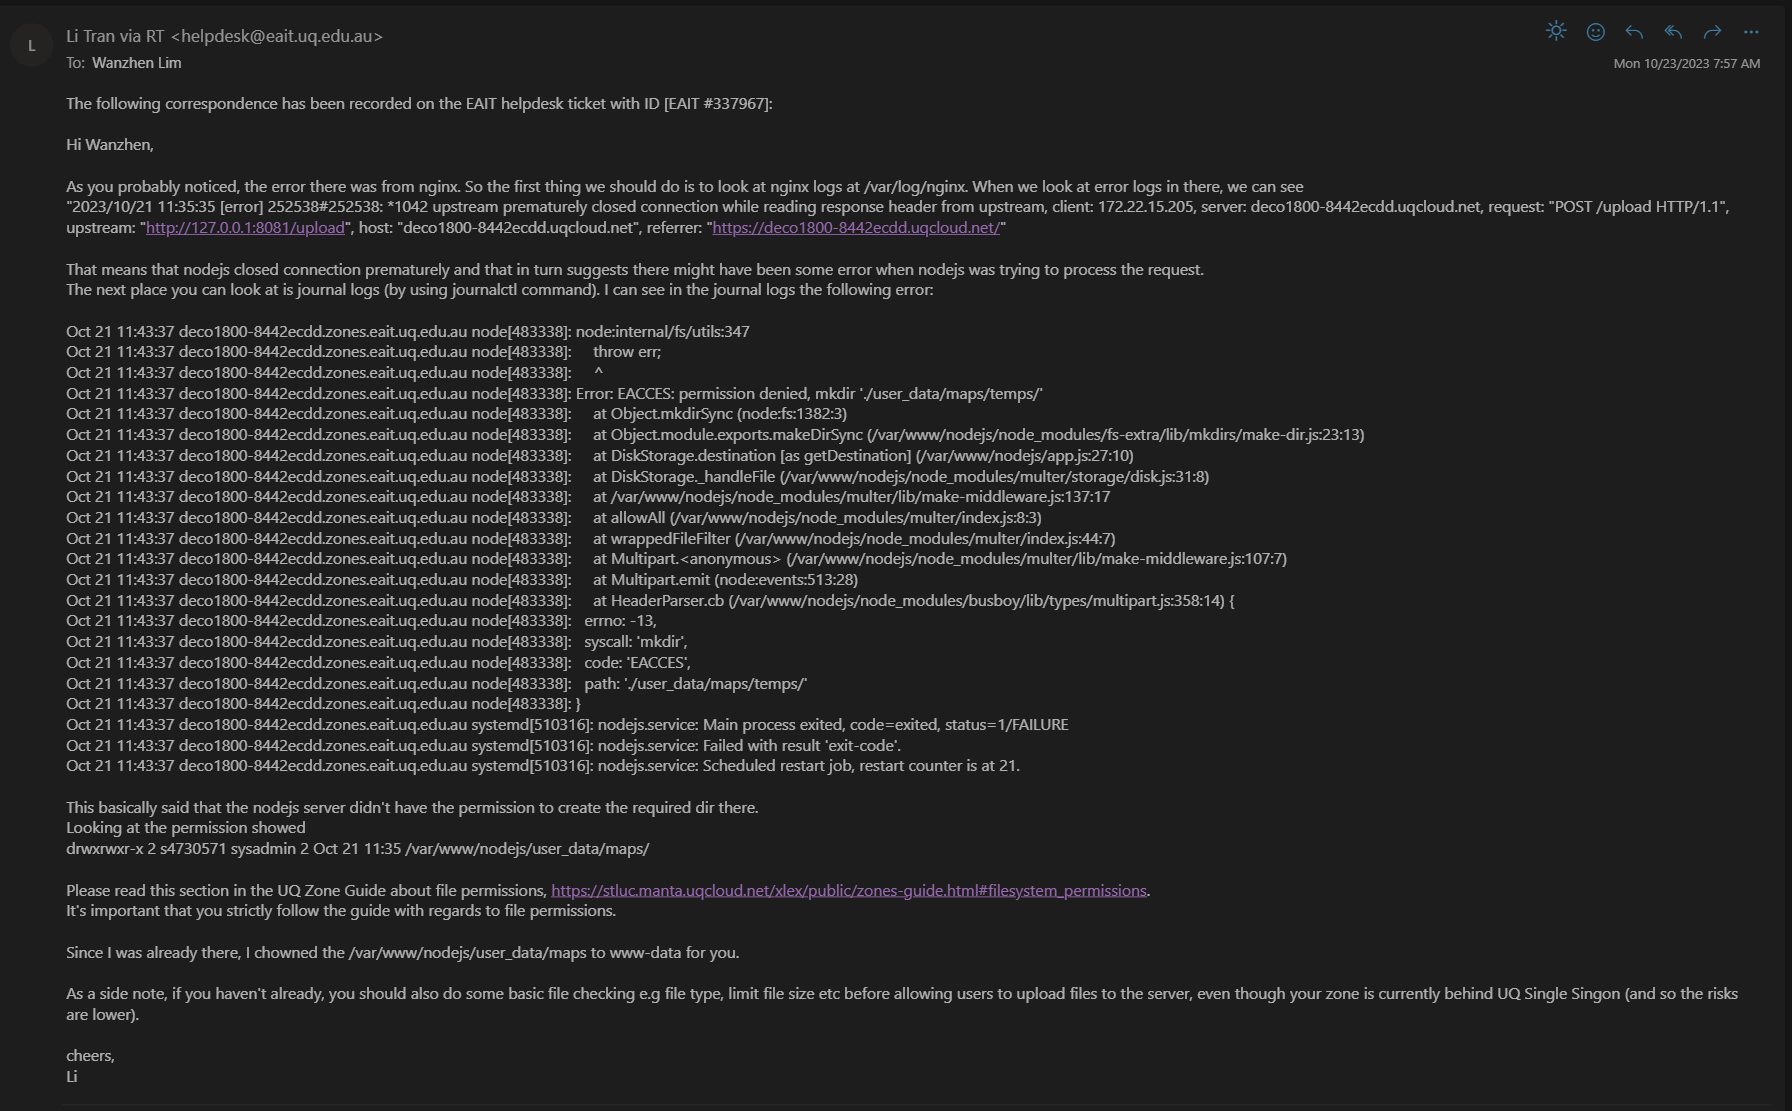 L
Li Tran via RT <helpdesk@eait.uq.edu.au>
To: Wanzhen Lim
Mon 10/23/2023 7:57 AM
The following correspondence has been recorded on the EAIT helpdesk ticket with ID [EAIT #337967]:
Hi Wanzhen,
As you probably noticed, the error there was from nginx. So the first thing we should do is to look at nginx logs at /var/log/nginx. When we look at error logs in there, we can see
"2023/10/21 11:35:35 [error] 252538#252538: *1042 upstream prematurely closed connection while reading response header from upstream, client: 172.22.15.205, server: deco1800-8442ecdd.uqcloud.net, request: "POST /upload HTTP/1.1",
upstream: "http://127.0.0.1:8081/upload", host: "deco1800-8442ecdd.uqcloud.net", referrer: "https://deco1800-8442ecdd.uqcloud.net/"
That means that nodejs closed connection prematurely and that in turn suggests there might have been some error when nodejs was trying to process the request.
The next place you can look at is journal logs (by using journalctl command). I can see in the journal logs the following error:
Oct 21 11:43:37 deco1800-8442ecdd.zones.eait.uq.edu.au node[483338]: node:internal/fs/utils:347
Oct 21 11:43:37 deco1800-8442ecdd.zones.eait.uq.edu.au node[483338]:     throw err;
Oct 21 11:43:37 deco1800-8442ecdd.zones.eait.uq.edu.au node[483338]:     ^
Oct 21 11:43:37 deco1800-8442ecdd.zones.eait.uq.edu.au node[483338]: Error: EACCES: permission denied, mkdir './user_data/maps/temps/'
Oct 21 11:43:37 deco1800-8442ecdd.zones.eait.uq.edu.au node[483338]:     at Object.mkdirSync (node:fs:1382:3)
Oct 21 11:43:37 deco1800-8442ecdd.zones.eait.uq.edu.au node[483338]:     at Object.module.exports.makeDirSync (/var/www/nodejs/node_modules/fs-extra/lib/mkdirs/make-dir.js:23:13)
Oct 21 11:43:37 deco1800-8442ecdd.zones.eait.uq.edu.au node[483338]:     at DiskStorage.destination [as getDestination] (/var/www/nodejs/app.js:27:10)
Oct 21 11:43:37 deco1800-8442ecdd.zones.eait.uq.edu.au node[483338]:     at DiskStorage._handleFile (/var/www/nodejs/node_modules/multer/storage/disk.js:31:8)
Oct 21 11:43:37 deco1800-8442ecdd.zones.eait.uq.edu.au node[483338]:     at /var/www/nodejs/node_modules/multer/lib/make-middleware.js:137:17
Oct 21 11:43:37 deco1800-8442ecdd.zones.eait.uq.edu.au node[483338]:     at allowAll (/var/www/nodejs/node_modules/multer/index.js:8:3)
Oct 21 11:43:37 deco1800-8442ecdd.zones.eait.uq.edu.au node[483338]:     at wrappedFileFilter (/var/www/nodejs/node_modules/multer/index.js:44:7)
Oct 21 11:43:37 deco1800-8442ecdd.zones.eait.uq.edu.au node[483338]:     at Multipart.<anonymous> (/var/www/nodejs/node_modules/multer/lib/make-middleware.js:107:7)
Oct 21 11:43:37 deco1800-8442ecdd.zones.eait.uq.edu.au node[483338]:     at Multipart.emit (node:events:513:28)
Oct 21 11:43:37 deco1800-8442ecdd.zones.eait.uq.edu.au node[483338]:     at HeaderParser.cb (/var/www/nodejs/node_modules/busboy/lib/types/multipart.js:358:14) {
Oct 21 11:43:37 deco1800-8442ecdd.zones.eait.uq.edu.au node[483338]:   errno: -13,
Oct 21 11:43:37 deco1800-8442ecdd.zones.eait.uq.edu.au node[483338]:   syscall: 'mkdir',
Oct 21 11:43:37 deco1800-8442ecdd.zones.eait.uq.edu.au node[483338]:   code: 'EACCES',
Oct 21 11:43:37 deco1800-8442ecdd.zones.eait.uq.edu.au node[483338]:   path: './user_data/maps/temps/'
Oct 21 11:43:37 deco1800-8442ecdd.zones.eait.uq.edu.au node[483338]: }
Oct 21 11:43:37 deco1800-8442ecdd.zones.eait.uq.edu.au systemd[510316]: nodejs.service: Main process exited, code=exited, status=1/FAILURE
Oct 21 11:43:37 deco1800-8442ecdd.zones.eait.uq.edu.au systemd[510316]: nodejs.service: Failed with result 'exit-code'.
Oct 21 11:43:37 deco1800-8442ecdd.zones.eait.uq.edu.au systemd[510316]: nodejs.service: Scheduled restart job, restart counter is at 21.
This basically said that the nodejs server didn't have the permission to create the required dir there.
Looking at the permission showed
drwxrwxr-x 2 s4730571 sysadmin 2 Oct 21 11:35 /var/www/nodejs/user_data/maps/
Please read this section in the UQ Zone Guide about file permissions, https://stluc.manta.uqcloud.net/xlex/public/zones-guide.html#filesystem_permissions.
It's important that you strictly follow the guide with regards to file permissions.
Since I was already there, I chowned the /var/www/nodejs/user_data/maps to www-data for you.
As a side note, if you haven't already, you should also do some basic file checking e.g file type, limit file size etc before allowing users to upload files to the server, even though your zone is currently behind UQ Single Singon (and so the risks
are lower).
cheers,
Li